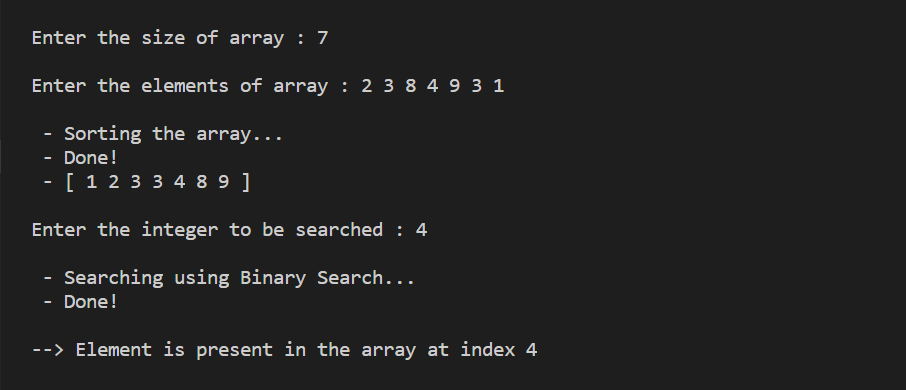 Enter the size of array : 7
Enter the elements of array : 2 3 8 4 9 3 1
- Sorting the array...
- Done!
- [ 1 2 3 3 4 8 9 ]
Enter the integer to be searched : 4
- Searching using Binary Search...
- Done!
--> Element is present in the array at index 4